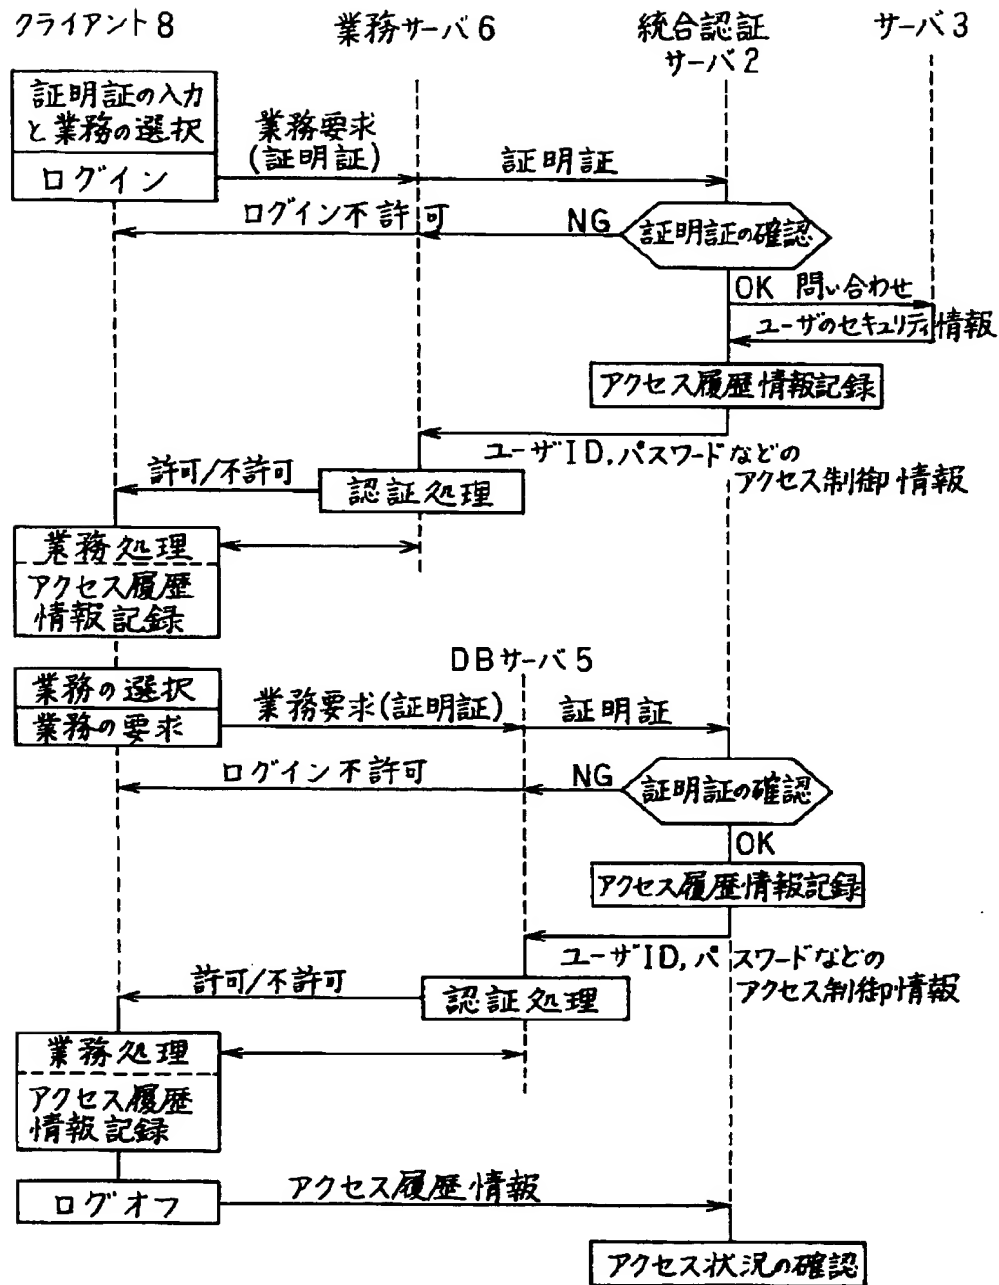 クライアント8
業務サーバ6
統合認証
サーバ2
サーバ3
証明証の入力
と業務の選択
ログイン
業務要求
(証明証)
証明証
ログイン不許可
NG
証明証の確認
OK 問い合わせ
ユーザのセキュリティ情報
アクセス履歴情報記録
ユーザID,パスワードなどの
アクセス制御情報
許可/不許可
認証処理
業務処理
アクセス履歴
情報記録
DBサーバ5
業務の選択
業務の要求
業務要求(証明証)
証明証
ログイン不許可
NG
証明証の確認
OK
アクセス履歴情報記録
ユーザID,パスワードなどの
アクセス制御情報
許可/不許可
認証処理
業務処理
アクセス履歴
情報記録
ログオフ
アクセス履歴情報
アクセス状況の確認